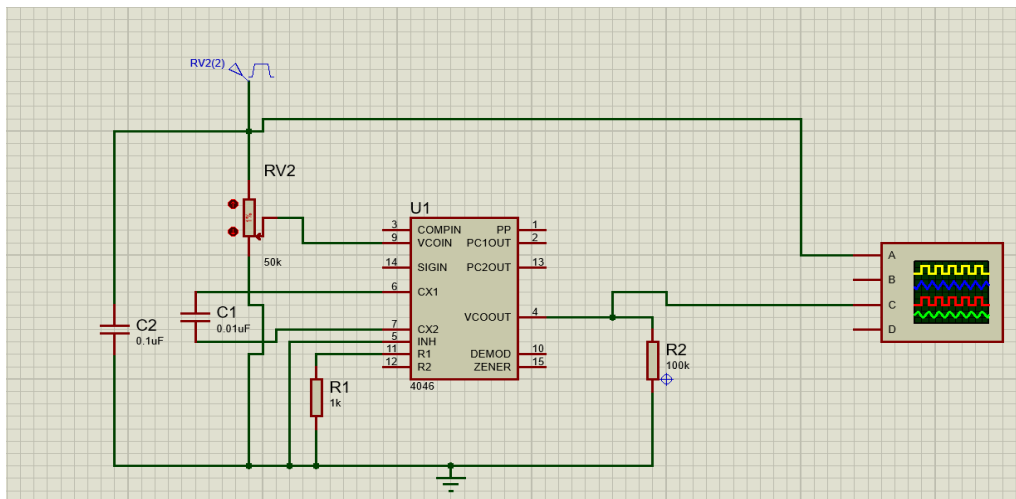 RV2(2)
RV2
1%
50k
C2
0.1uF
C1
0.01uF
U1
3 COMPIN PP 1
9 VCOIN PC1OUT 2
14 SIGIN PC2OUT 13
6 CX1
VCOOUT 4
7 CX2
5 INH
11 R1 DEMOD 10
12 R2 ZENER 15
4046
R1
1k
R2
100k
A
B
C
D